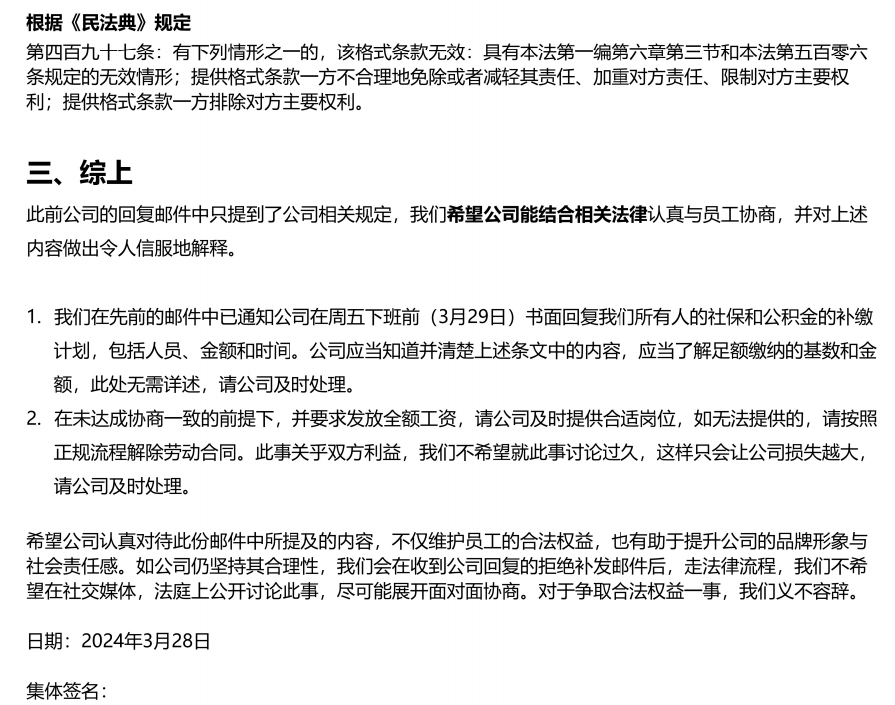 根据《民法典》规定
第四百九十七条：有下列情形之一的，该格式条款无效：具有本法第一编第六章第三节和本法第五百零六
条规定的无效情形；提供格式条款一方不合理地免除或者减轻其责任、加重对方责任、限制对方主要权
利；提供格式条款一方排除对方主要权利。
三、综上
此前公司的回复邮件中只提到了公司相关规定，我们希望公司能结合相关法律认真与员工协商，并对上述
内容做出令人信服地解释。
1. 我们在先前的邮件中已通知公司在周五下班前（3月29日）书面回复我们所有人的社保和公积金的补缴
计划，包括人员、金额和时间。公司应当知道并清楚上述条文中的内容，应当了解足额缴纳的基数和金
额，此处无需详述，请公司及时处理。
2. 在未达成协商一致的前提下，并要求发放全额工资，请公司及时提供合适岗位，如无法提供的，请按照
正规流程解除劳动合同。此事关乎双方利益，我们不希望就此事讨论过久，这样只会让公司损失越大，
请公司及时处理。
希望公司认真对待此份邮件中所提及的内容，不仅维护员工的合法权益，也有助于提升公司的品牌形象与
社会责任感。如公司仍坚持其合理性，我们会在收到公司回复的拒绝补发邮件后，走法律流程，我们不希
望在社交媒体，法庭上公开讨论此事，尽可能展开面对面协商。对于争取合法权益一事，我们义不容辞。
日期：2024年3月28日
集体签名：